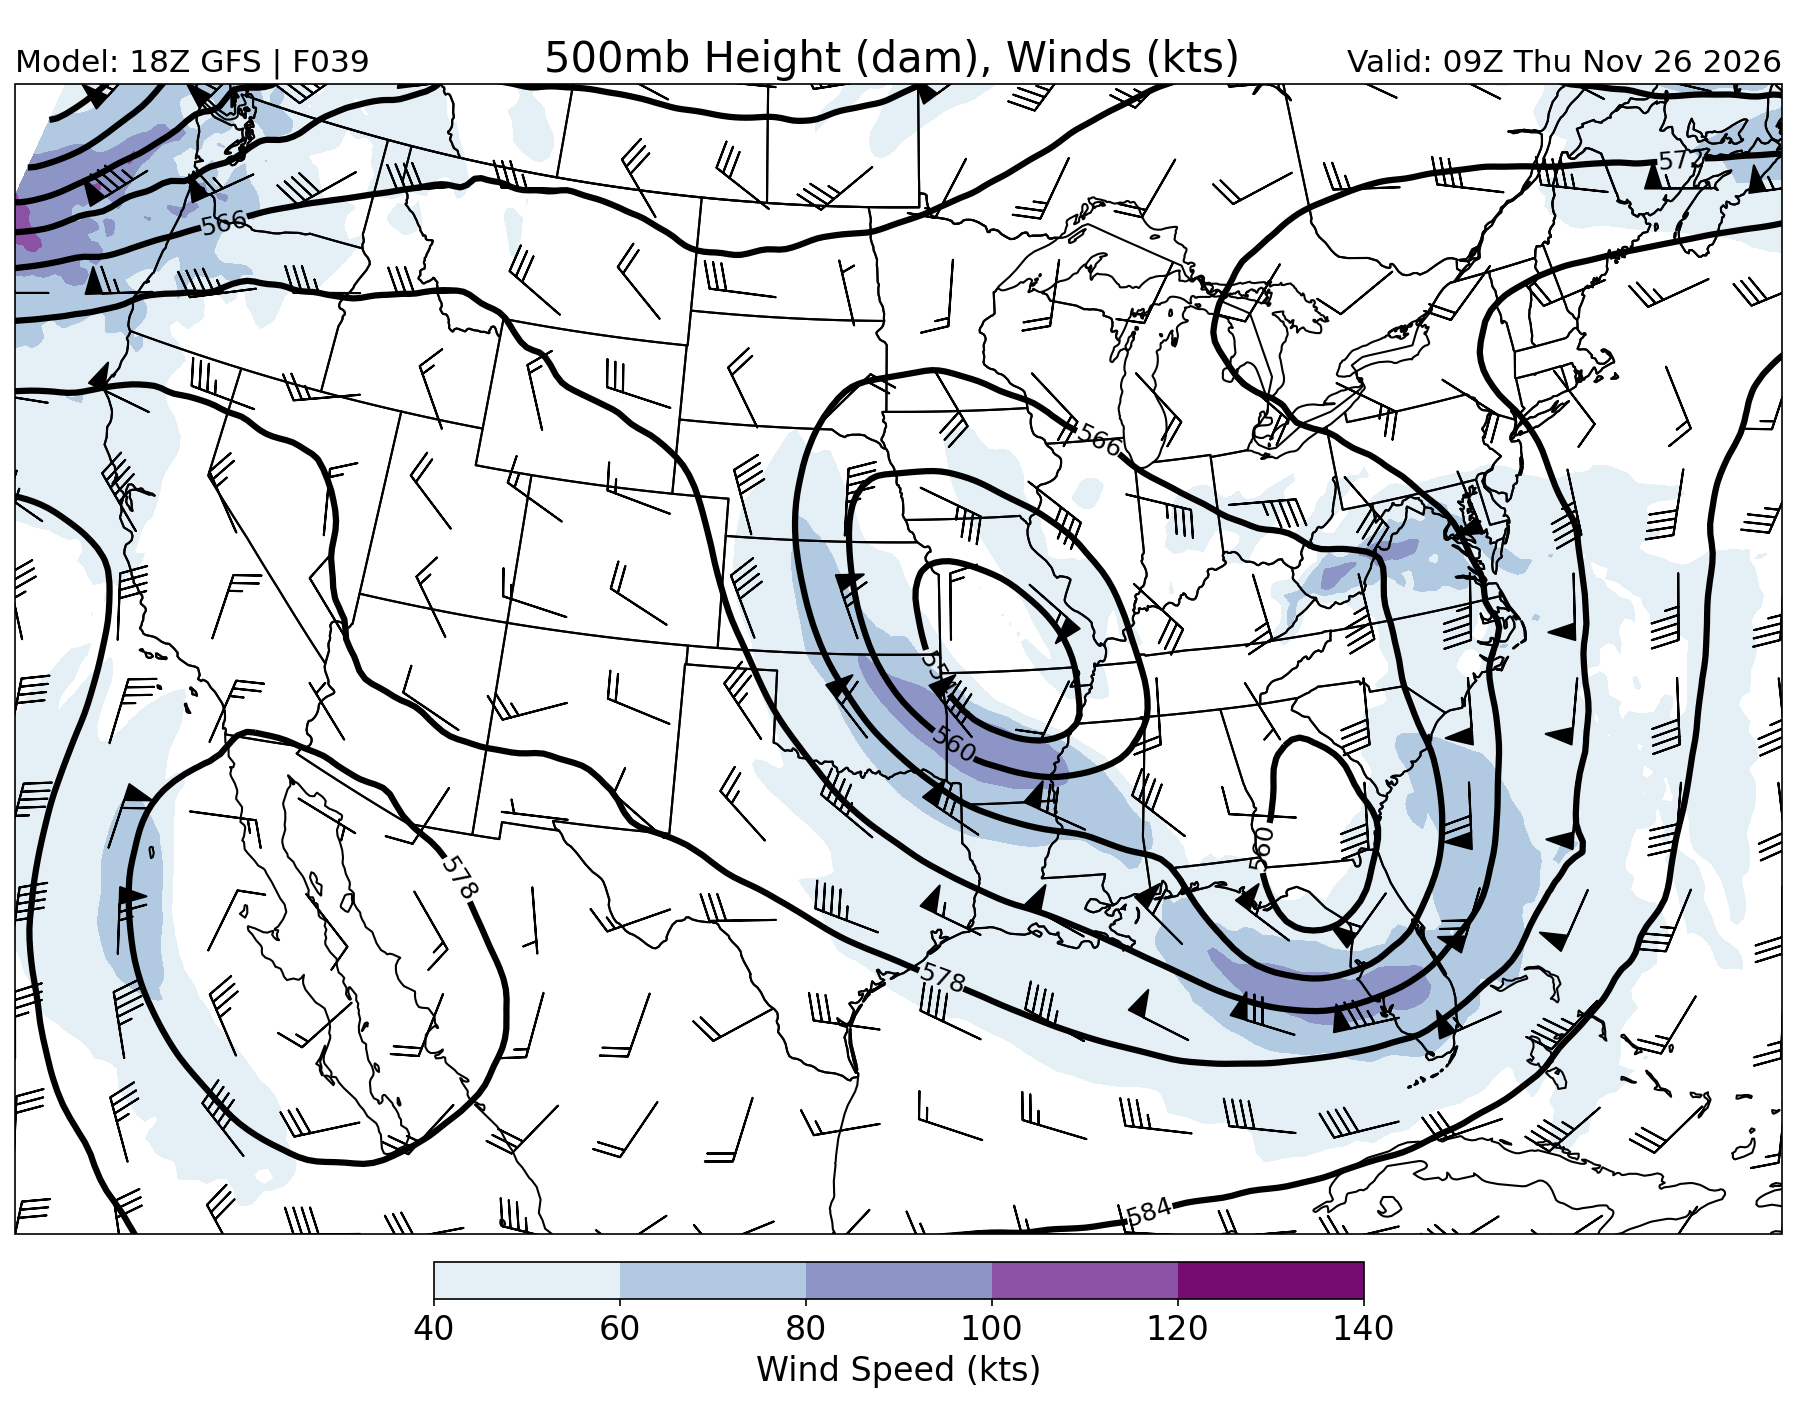 Model: 18Z GFS | F039
500mb Height (dam), Winds (kts)
Valid: 09Z Thu Nov 26 2026
572
566
566
560
578
560
578
584
40 60 80 100 120 140
Wind Speed (kts)